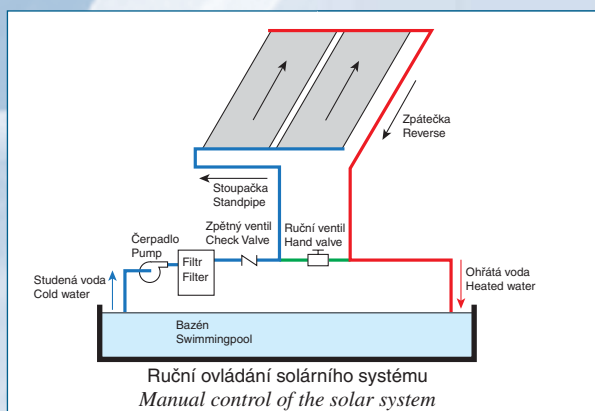 Zpátečka
Reverse
Stoupačka
Standpipe
Zpětný ventil
Check Valve
Ruční ventil
Hand valve
Čerpadlo
Pump
Filtr
Filter
Studená voda
Cold water
Ohřátá voda
Heated water
Bazén
Swimmingpool
Ruční ovládání solárního systému
Manual control of the solar system